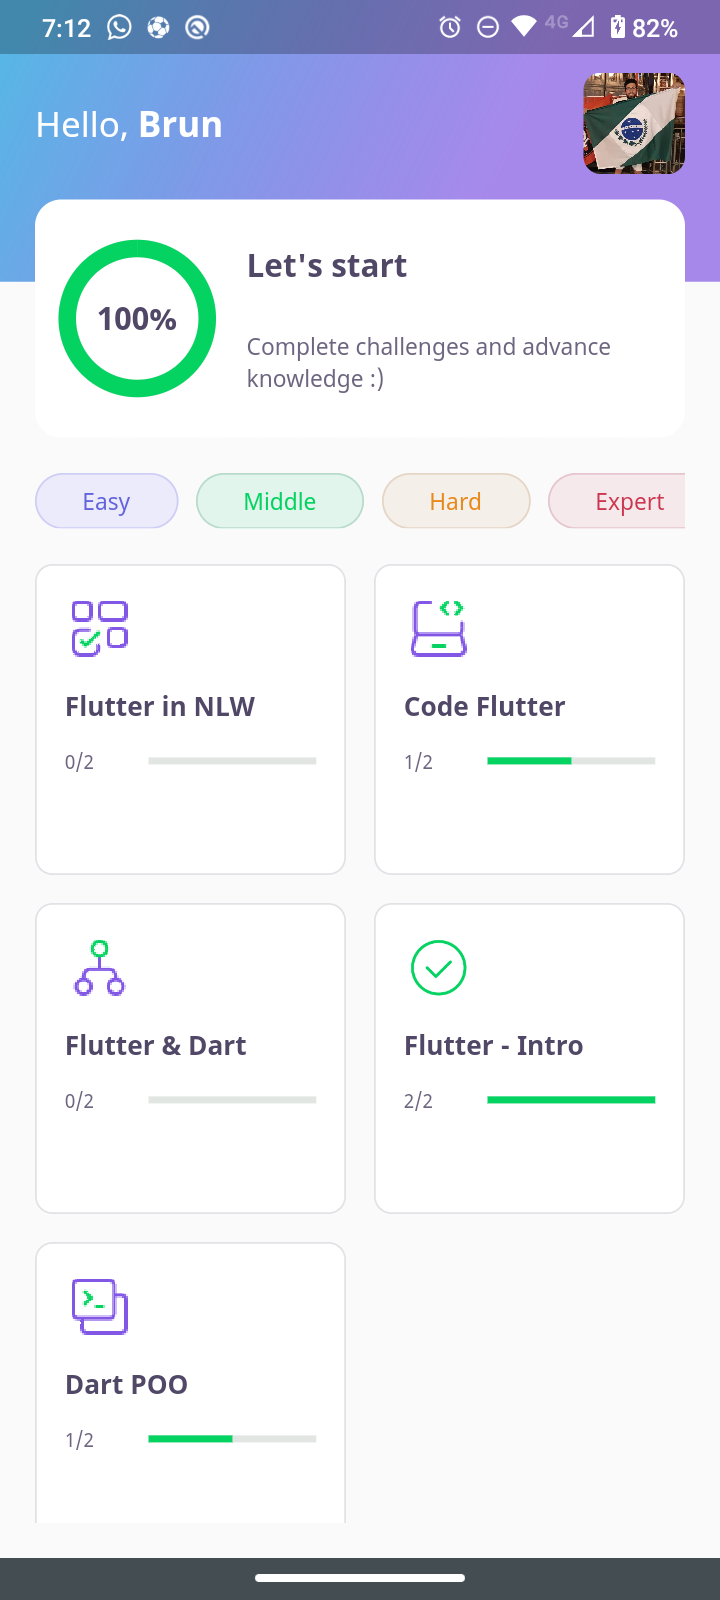 7:12
4G
82%
Hello, Brun
100%
Let's start
Complete challenges and advance
knowledge :)
Easy
Middle
Hard
Expert
Flutter in NLW
0/2
Code Flutter
1/2
Flutter & Dart
0/2
Flutter - Intro
2/2
Dart POO
1/2